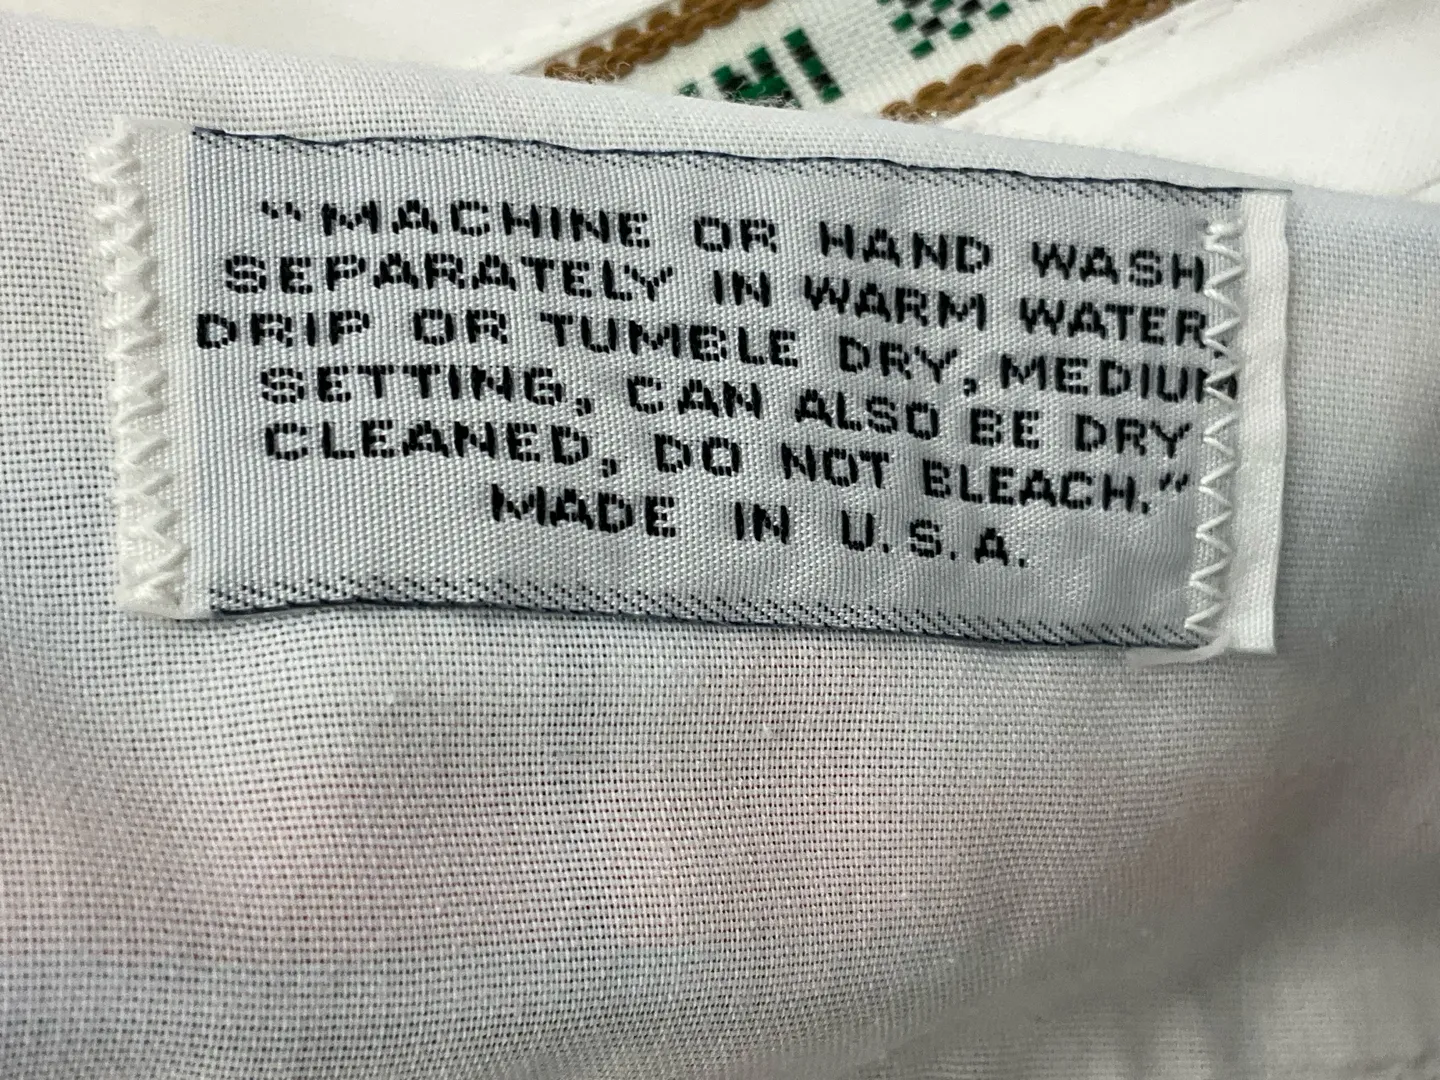 “MACHINE OR HAND WASH
SEPARATELY IN WARM WATER
DRIP OR TUMBLE DRY, MEDIUM
SETTING, CAN ALSO BE DRY
CLEANED, DO NOT BLEACH.”
MADE IN U.S.A.